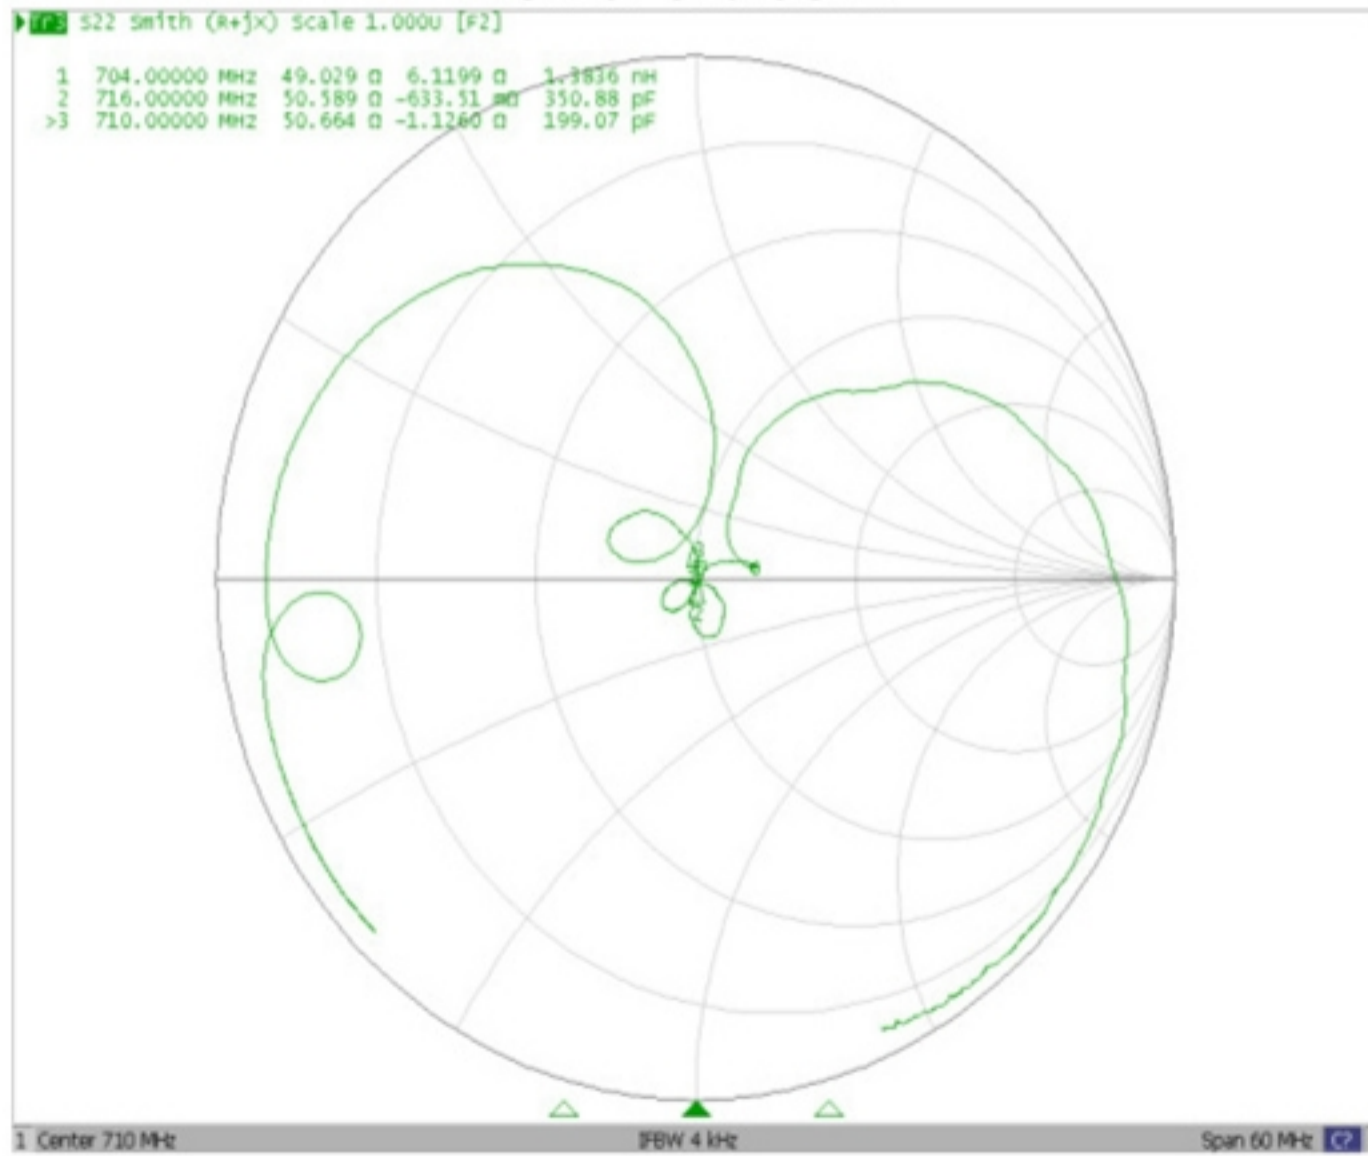 Tr3 S22 Smith (R+jX) Scale 1.000U [F2]
1 704.00000 MHz 49.029 Ω 6.1199 Ω 1.3836 nH
2 716.00000 MHz 50.589 Ω -633.51 mΩ 350.88 pF
>3 710.00000 MHz 50.664 Ω -1.1260 Ω 199.07 pF
1 Center 710 MHz IFBW 4 kHz Span 60 MHz C?